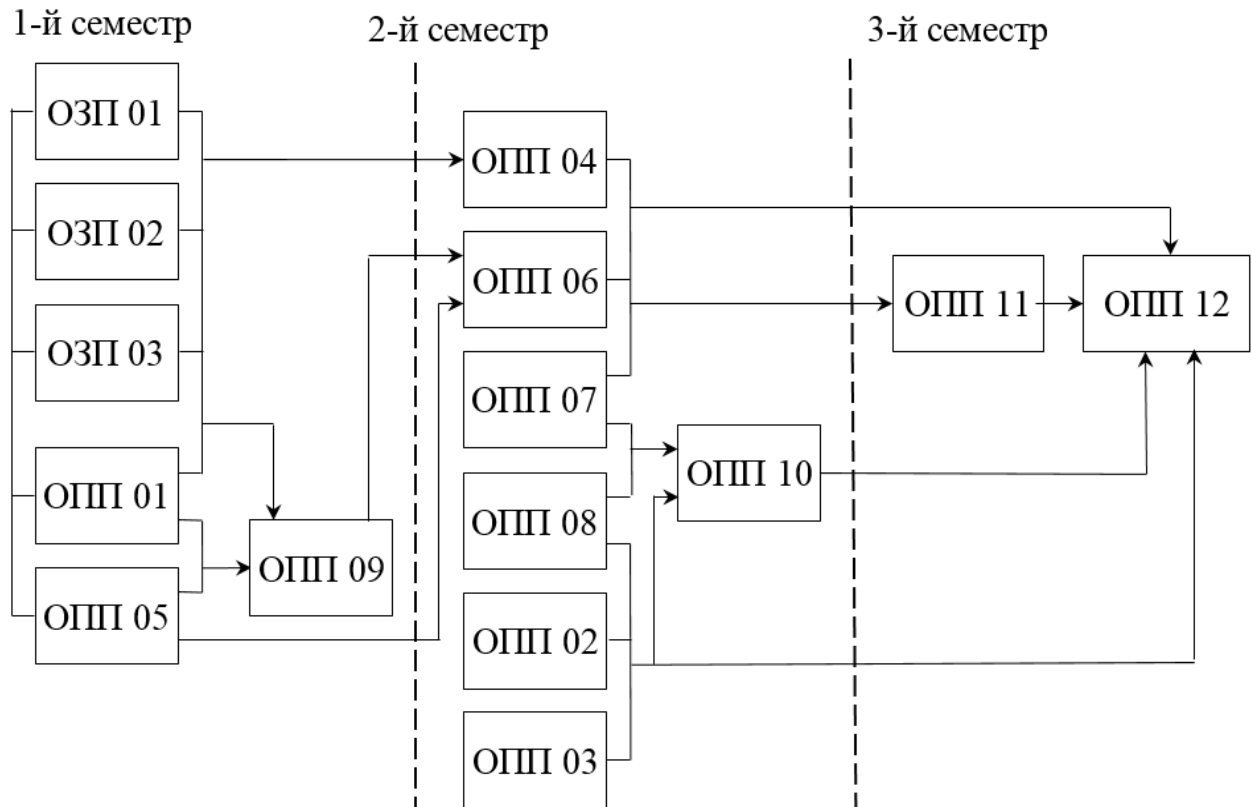 1-й семестр
2-й семестр
3-й семестр
ОЗП 01
ОЗП 02
ОЗП 03
ОПП 01
ОПП 05
ОПП 09
ОПП 04
ОПП 06
ОПП 07
ОПП 08
ОПП 02
ОПП 03
ОПП 10
ОПП 11
ОПП 12